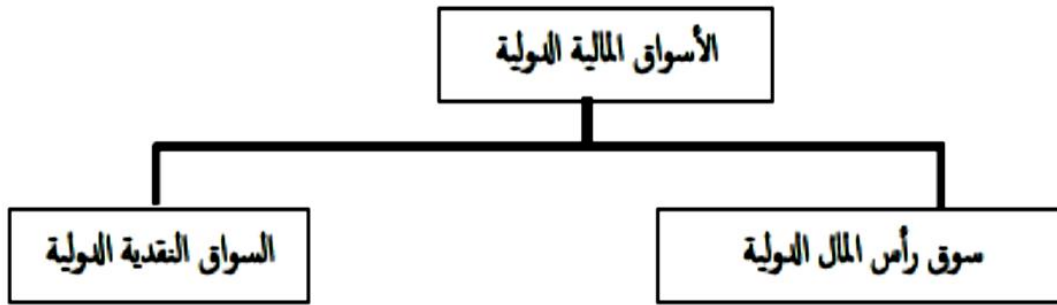 الأسواق المالية الدولية
سوق رأس المال الدولية
السواق النقدية الدولية